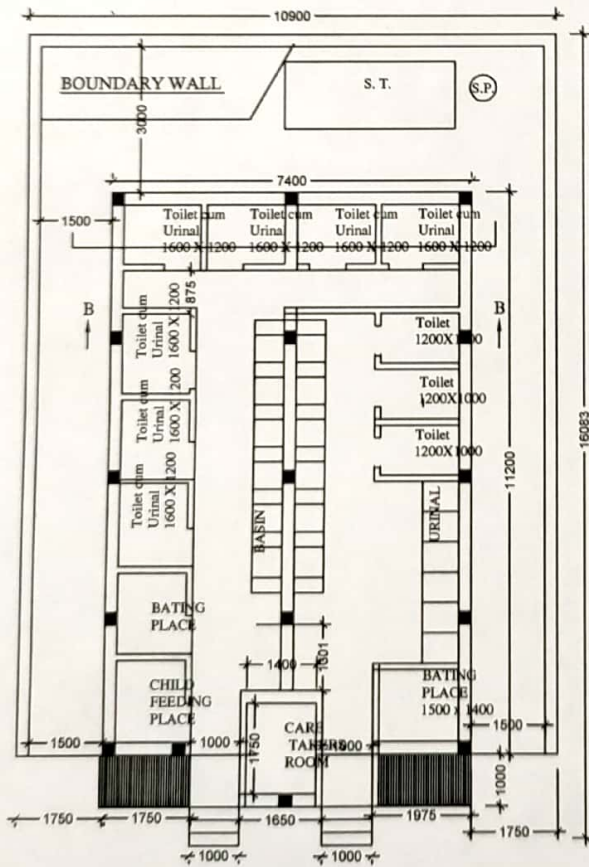 10900
BOUNDARY WALL
S. T.
S.P.
3000
7400
1500
Toilet cum
Urinal
1600 X 1200
Toilet cum
Urinal
1600 X 1200
Toilet cum
Urinal
1600 X 1200
Toilet cum
Urinal
1600 X 1200
875
B
B
Toilet cum
Urinal
1600 X 1200
Toilet cum
Urinal
1600 X 1200
Toilet cum
Urinal
1600 X 1200
Toilet
1200X1000
Toilet
1200X1000
Toilet
1200X1000
16083
11200
BASIN
URINAL
BATING
PLACE
1601
1400
CHILD
FEEDING
PLACE
BATING
PLACE
1500 x 1400
1500
1000
1750
CARE
TAKERS
ROOM
1500
1000
1750
1750
1650
1975
1750
1000
1000